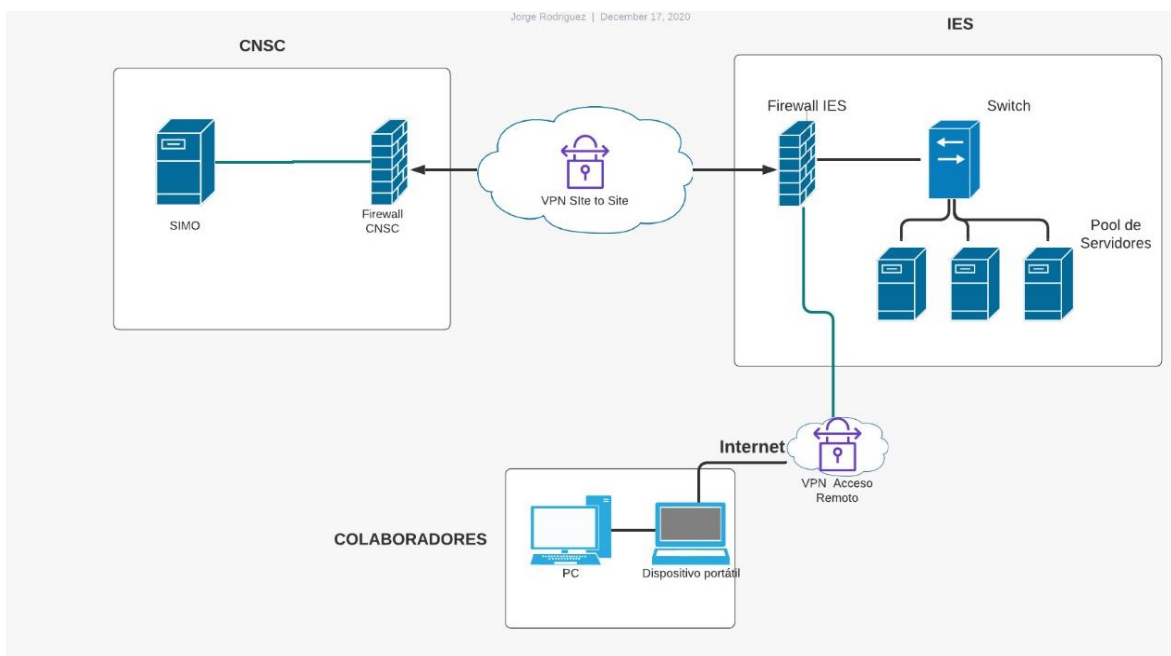 Jorge Rodriguez | December 17, 2020
CNSC
IES
Firewall IES
Switch
VPN SIte to Site
SIMO
Firewall
CNSC
Pool de
Servidores
Internet
VPN Acceso
Remoto
COLABORADORES
PC
Dispositivo portátil